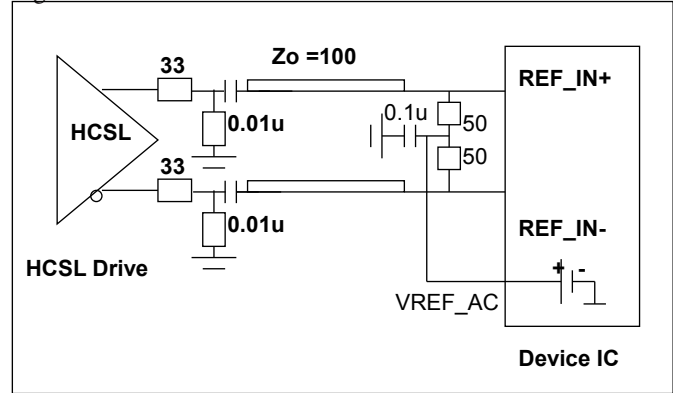 33
Zo =100
REF_IN+
HCSL
0.01u
0.1u
50
50
33
0.01u
REF_IN-
HCSL Drive
+ -
VREF_AC
Device IC